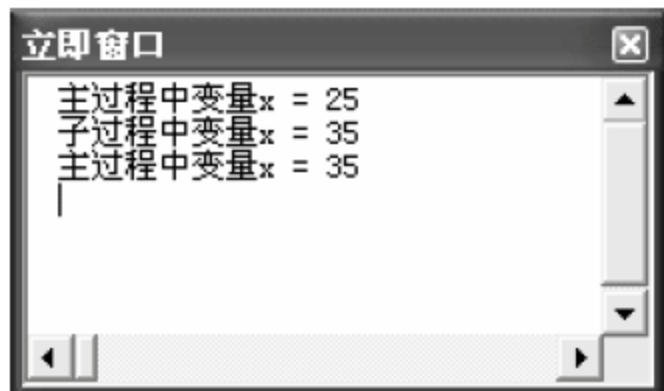 立即窗口
主过程中变量x = 25
子过程中变量x = 35
主过程中变量x = 35